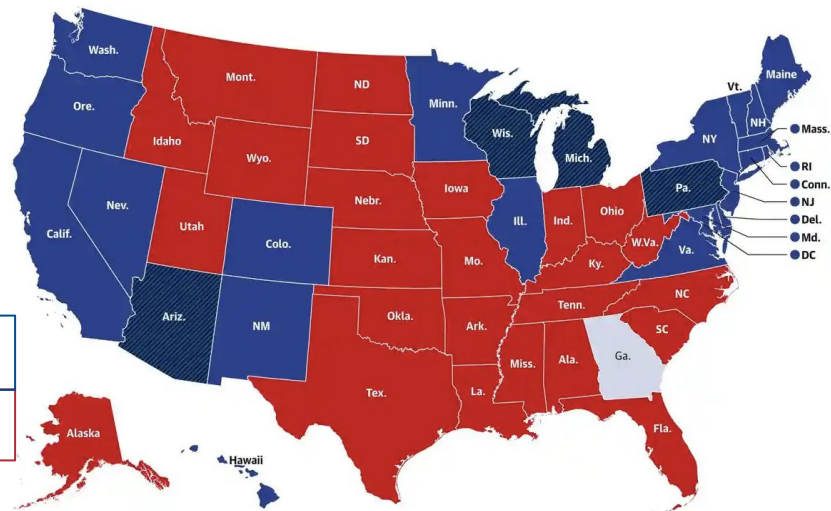 Wash.
Mont.
ND
Minn.
Vt.
Maine
Ore.
Idaho
SD
Wis.
Mich.
NH
NY
Mass.
RI
Conn.
Wyo.
Nev.
Utah
Nebr.
Iowa
Pa.
NJ
Del.
Md.
DC
Calif.
Colo.
Kan.
Mo.
Ill.
Ind.
Ohio
W.Va.
Va.
Ky.
Ariz.
NM
Okla.
Ark.
Tenn.
NC
SC
Tex.
La.
Miss.
Ala.
Ga.
Fla.
Alaska
Hawaii